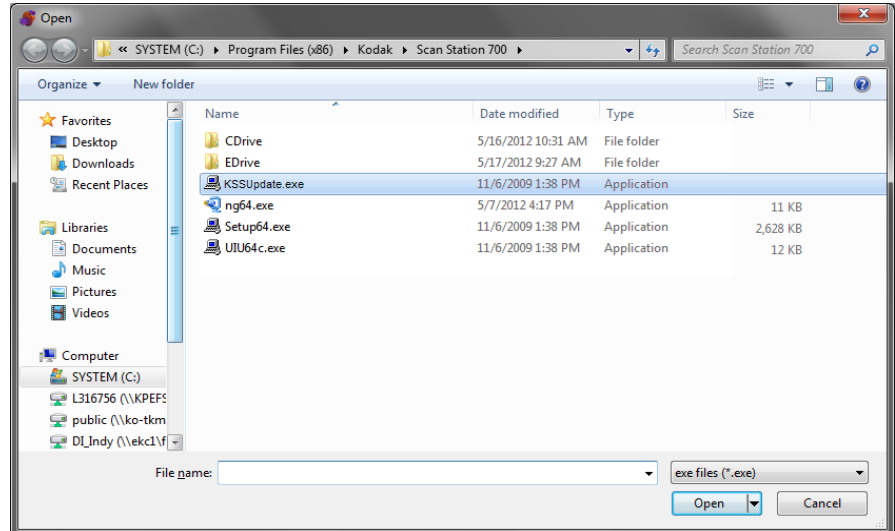 Open
« SYSTEM (C:) ▸ Program Files (x86) ▸ Kodak ▸ Scan Station 700 ▸
Search Scan Station 700
Organize
New folder
Name Date modified Type Size
Favorites
Desktop
Downloads
Recent Places
Libraries
Documents
Music
Pictures
Videos
Computer
SYSTEM (C:)
L316756 (\\KPEFS
public (\\ko-tkm
DI_Indy (\\ekc1\f
CDrive 5/16/2012 10:31 AM File folder
EDrive 5/17/2012 9:27 AM File folder
KSSUpdate.exe 11/6/2009 1:38 PM Application
ng64.exe 5/7/2012 4:17 PM Application 11 KB
Setup64.exe 11/6/2009 1:38 PM Application 2,628 KB
UIU64c.exe 11/6/2009 1:38 PM Application 12 KB
File name:
exe files (*.exe)
Open Cancel